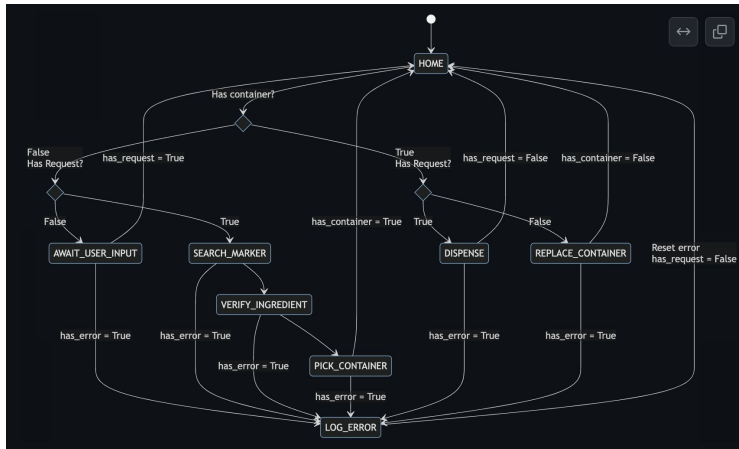 HOME
Has container?
False
Has Request?
has_request = True
True
Has Request?
has_request = False
has_container = False
False
True
has_container = True
True
False
AWAIT_USER_INPUT
SEARCH_MARKER
DISPENSE
REPLACE_CONTAINER
Reset error
has_request = False
VERIFY_INGREDIENT
has_error = True
has_error = True
has_error = True
has_error = True
has_error = True
PICK_CONTAINER
has_error = True
LOG_ERROR